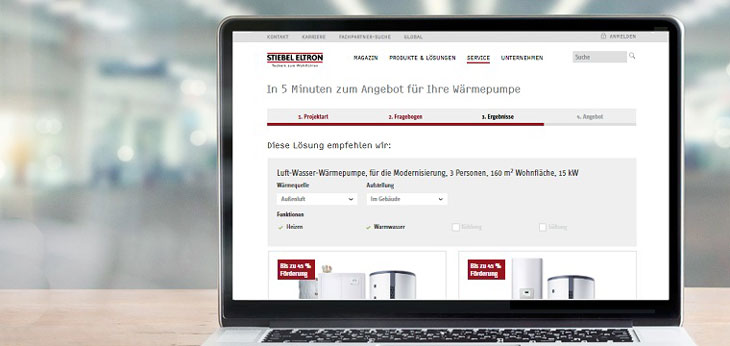 KONTAKT KARRIERE FACHPARTNER-SUCHE GLOBAL ANMELDEN
STIEBEL ELTRON
Technik zum Wohlfühlen
MAGAZIN PRODUKTE & LÖSUNGEN SERVICE UNTERNEHMEN Suche
In 5 Minuten zum Angebot für Ihre Wärmepumpe
1. Projektart 2. Fragebogen 3. Ergebnisse 4. Angebot
Diese Lösung empfehlen wir:
Luft-Wasser-Wärmepumpe, für die Modernisierung, 3 Personen, 160 m² Wohnfläche, 15 kW
Wärmequelle Aufstellung
Außenluft Im Gebäude
Funktionen
Heizen Warmwasser Kühlung Lüftung
Bis zu 45 % Bis zu 45 %
Förderung Förderung